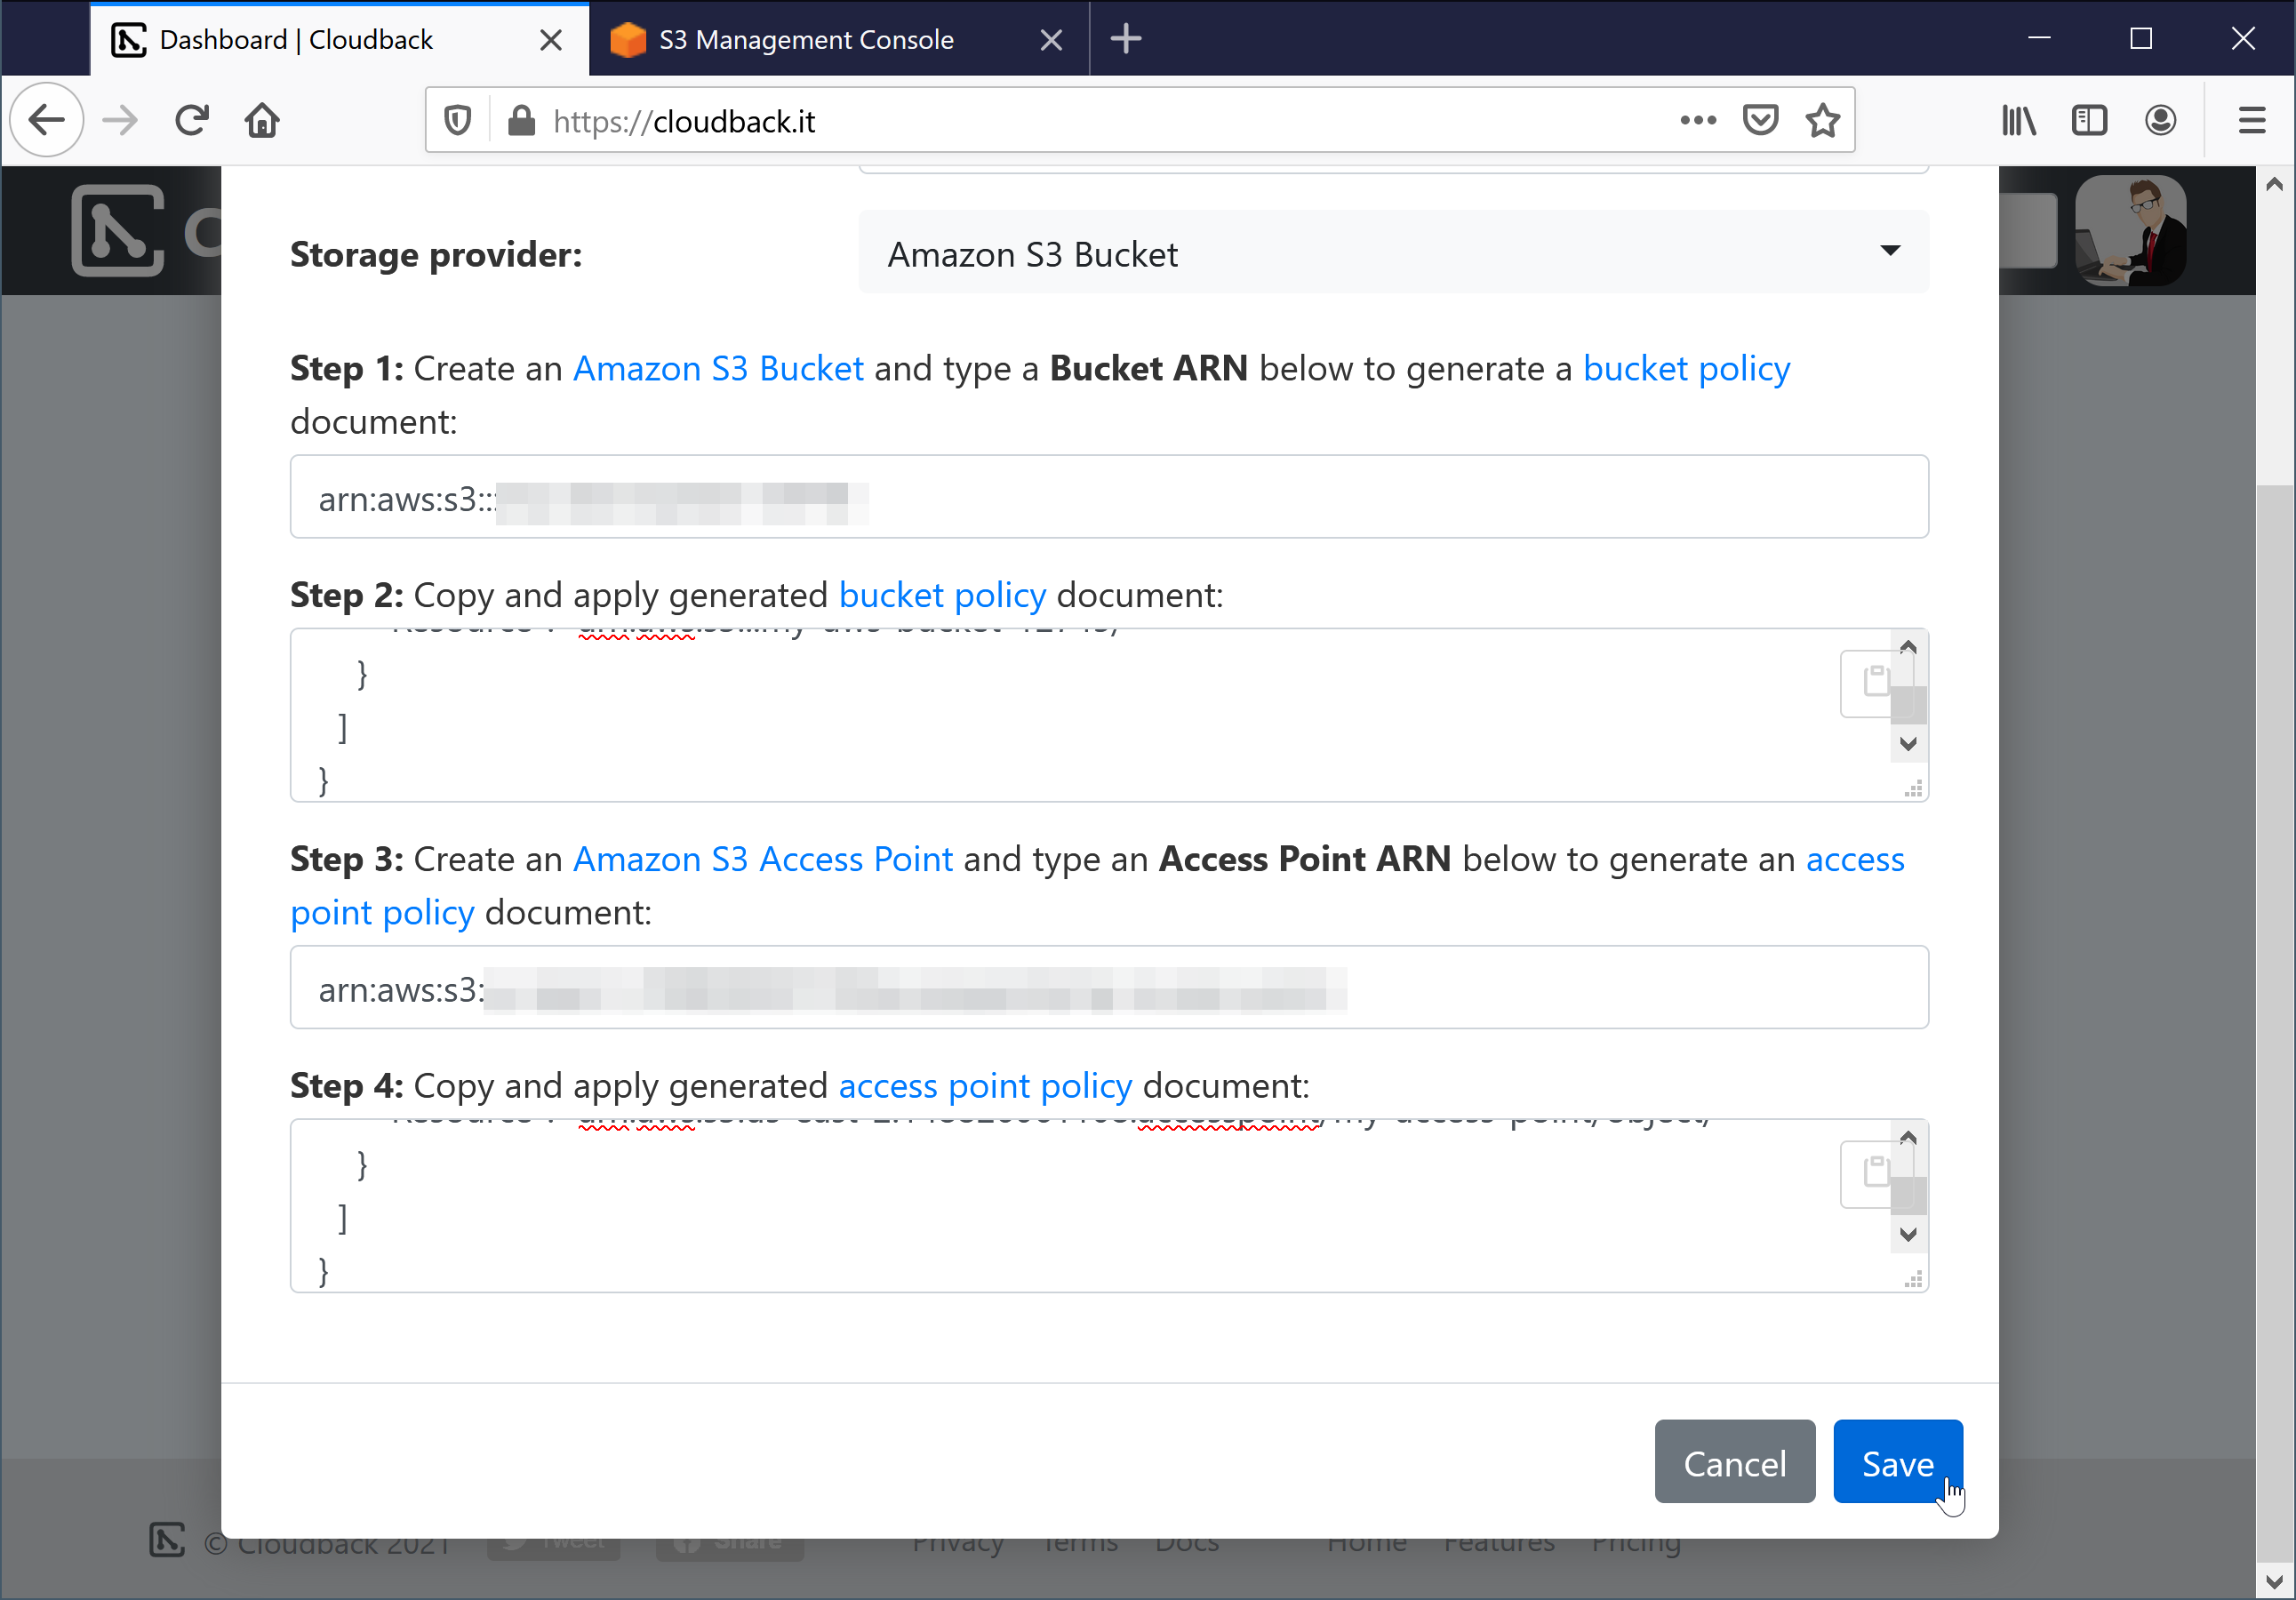 Dashboard | Cloudback
S3 Management Console
https://cloudback.it
C
Storage provider:
Amazon S3 Bucket
Step 1: Create an Amazon S3 Bucket and type a Bucket ARN below to generate a bucket policy
document:
arn:aws:s3:::
Step 2: Copy and apply generated bucket policy document:
}
]
}
Step 3: Create an Amazon S3 Access Point and type an Access Point ARN below to generate an access
point policy document:
arn:aws:s3:
Step 4: Copy and apply generated access point policy document:
}
]
}
Cancel
Save
© Cloudback 2021
Tweet
Share
Privacy Terms Docs Home Features Pricing